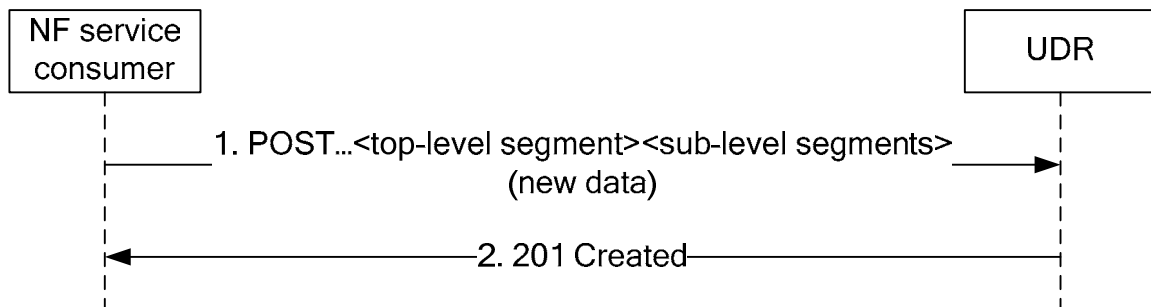 NF service
consumer
UDR
1. POST...<top-level segment><sub-level segments>
(new data)
2. 201 Created